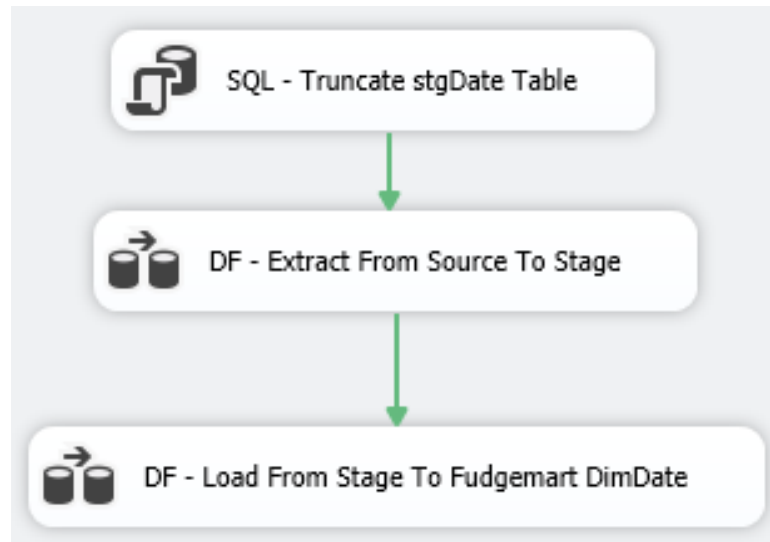 SQL - Truncate stgDate Table
DF - Extract From Source To Stage
DF - Load From Stage To Fudgemart DimDate